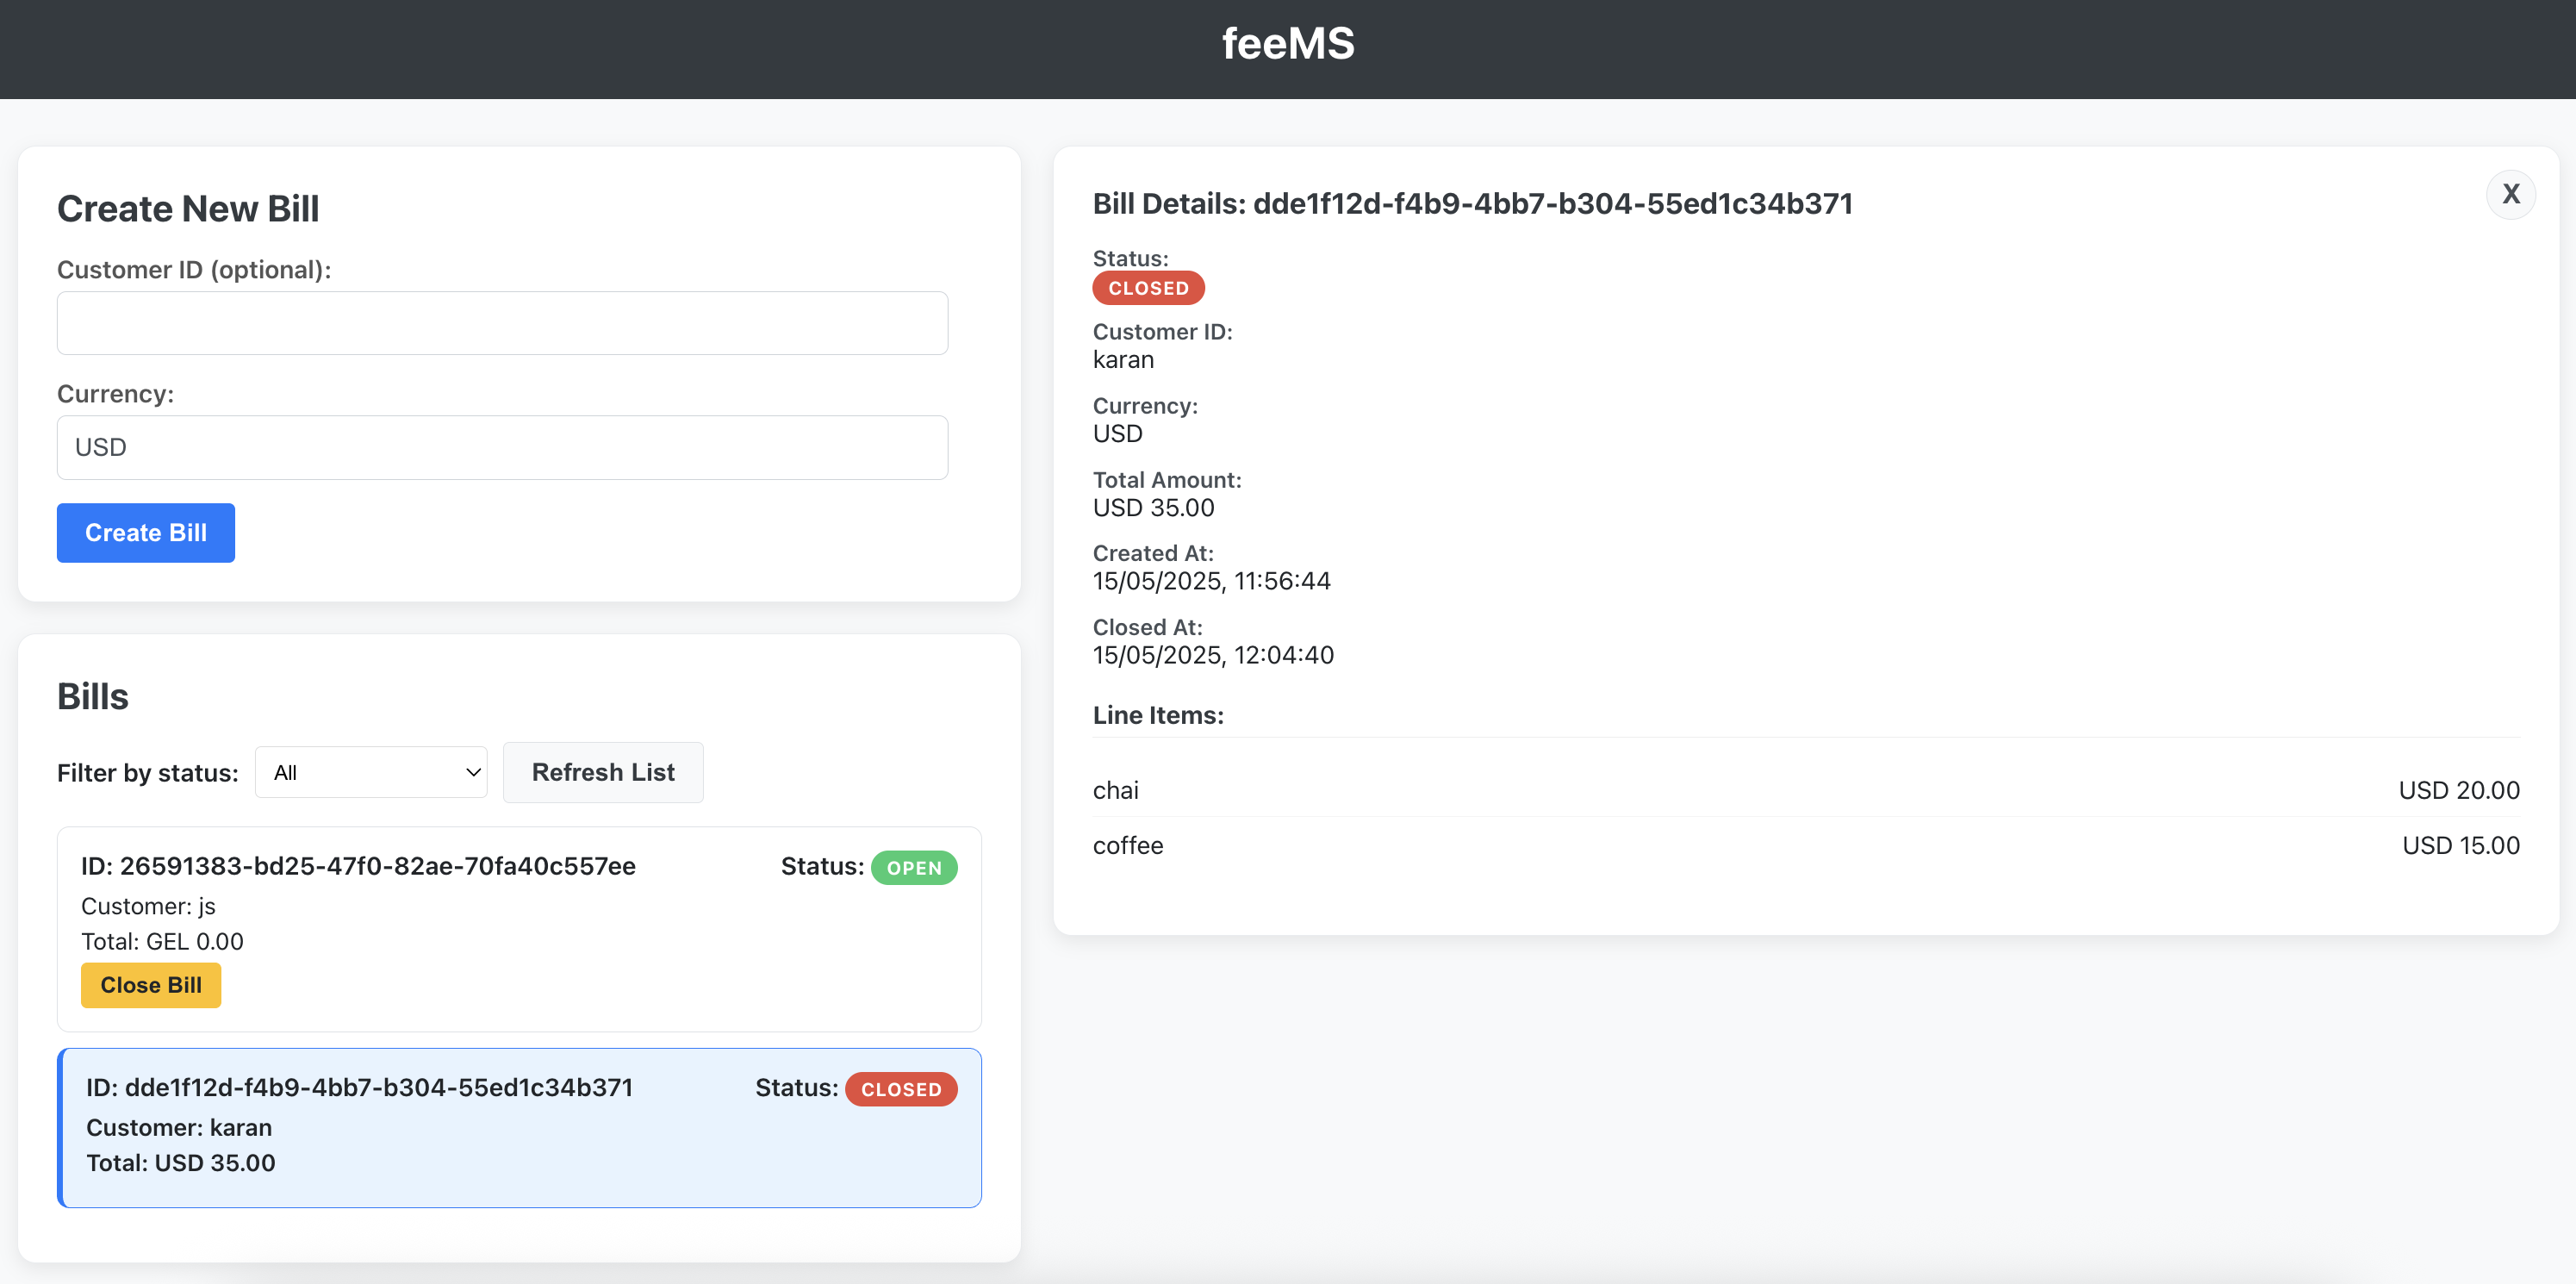 feeMS
Create New Bill
Customer ID (optional):
Currency:
USD
Create Bill
Bills
Filter by status: All Refresh List
ID: 26591383-bd25-47f0-82ae-70fa40c557ee Status: OPEN
Customer: js
Total: GEL 0.00
Close Bill
ID: dde1f12d-f4b9-4bb7-b304-55ed1c34b371 Status: CLOSED
Customer: karan
Total: USD 35.00
Bill Details: dde1f12d-f4b9-4bb7-b304-55ed1c34b371 X
Status:
CLOSED
Customer ID:
karan
Currency:
USD
Total Amount:
USD 35.00
Created At:
15/05/2025, 11:56:44
Closed At:
15/05/2025, 12:04:40
Line Items:
chai USD 20.00
coffee USD 15.00